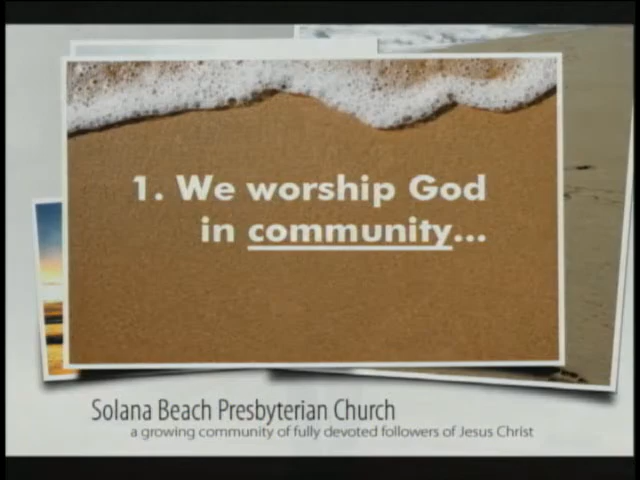 1. We worship God
in community...
Solana Beach Presbyterian Church
a growing community of fully devoted followers of Jesus Christ